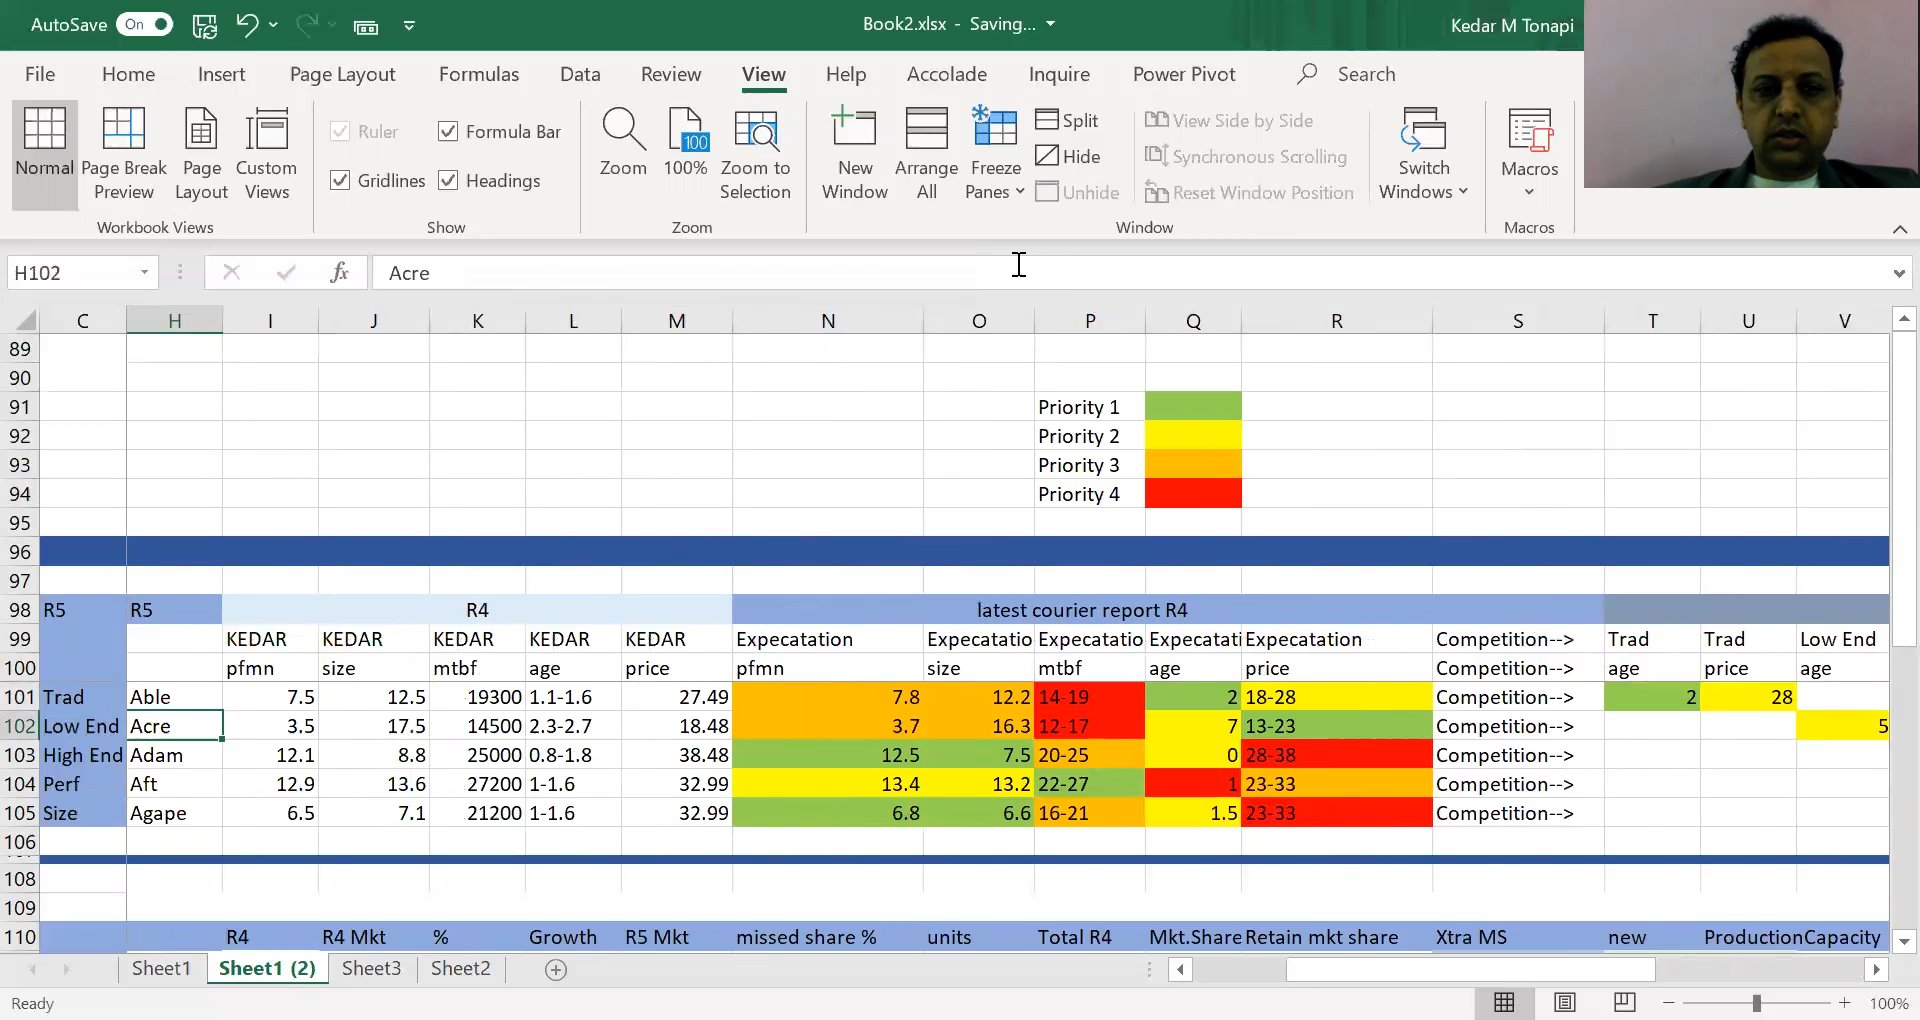 AutoSave On Book2.xlsx - Saving... Kedar M Tonapi
File Home Insert Page Layout Formulas Data Review View Help Accolade Inquire Power Pivot Search
Normal Page Break Preview Page Layout Custom Views
Workbook Views
Ruler Formula Bar
Gridlines Headings
Show
Zoom 100 100% Zoom to Selection
Zoom
New Window Arrange All Freeze Panes
Split
Hide
Unhide
View Side by Side
Synchronous Scrolling
Reset Window Position
Switch Windows
Window
Macros
Macros
H102 fx Acre
C H I J K L M N O P Q R S T U V
89
90
91 Priority 1
92 Priority 2
93 Priority 3
94 Priority 4
95
96
97
98 R5 R5 R4 latest courier report R4
99 KEDAR KEDAR KEDAR KEDAR KEDAR Expecatation Expecatatio Expecatatio Expecatati Expecatation Competition--> Trad Trad Low End
100 pfmn size mtbf age price pfmn size mtbf age price Competition--> age price age
101 Trad Able 7.5 12.5 19300 1.1-1.6 27.49 7.8 12.2 14-19 2 18-28 Competition--> 2 28
102 Low End Acre 3.5 17.5 14500 2.3-2.7 18.48 3.7 16.3 12-17 7 13-23 Competition--> 5
103 High End Adam 12.1 8.8 25000 0.8-1.8 38.48 12.5 7.5 20-25 0 28-38 Competition-->
104 Perf Aft 12.9 13.6 27200 1-1.6 32.99 13.4 13.2 22-27 1 23-33 Competition-->
105 Size Agape 6.5 7.1 21200 1-1.6 32.99 6.8 6.6 16-21 1.5 23-33 Competition-->
106
108
109
110 R4 R4 Mkt % Growth R5 Mkt missed share % units Total R4 Mkt.Share Retain mkt share Xtra MS new Production Capacity
Sheet1 Sheet1 (2) Sheet3 Sheet2
Ready 100%